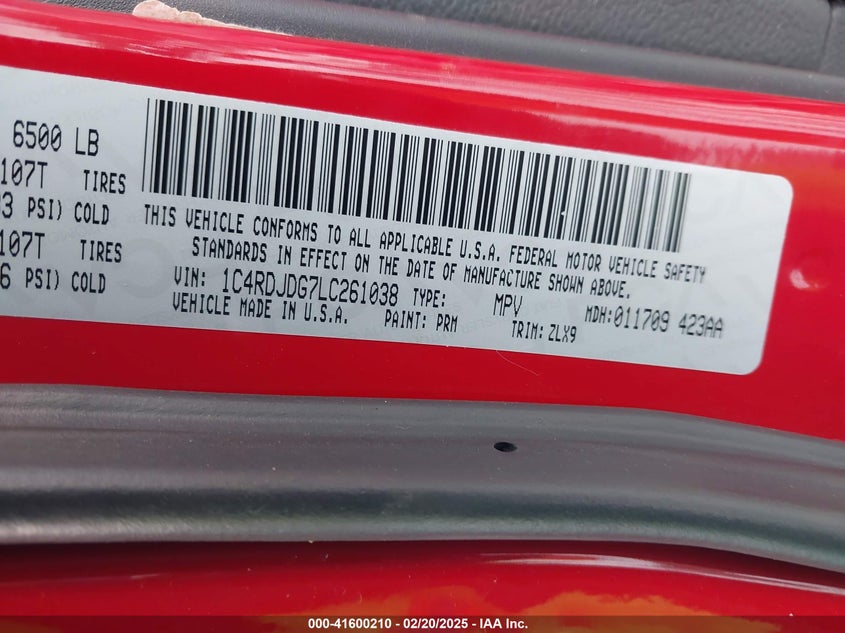 6500 LB
107T TIRES
3 PSI) COLD
107T TIRES
6 PSI) COLD
THIS VEHICLE CONFORMS TO ALL APPLICABLE U.S.A. FEDERAL MOTOR VEHICLE SAFETY
STANDARDS IN EFFECT ON THE DATE OF MANUFACTURE SHOWN ABOVE.
VIN: 1C4RDJDG7LC261038 TYPE: MPV MDH:011709 423AA
VEHICLE MADE IN U.S.A. PAINT: PRM TRIM: ZLX9
000-41600210 - 02/20/2025 - IAA Inc.